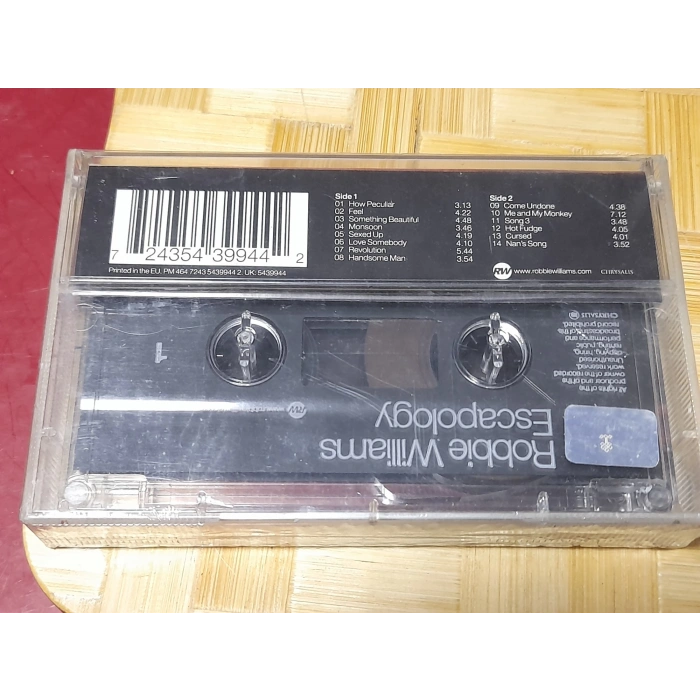 Side 1
01 How Peculiar 3.13
02 Feel 4.22
03 Something Beautiful 4.48
04 Monsoon 3.46
05 Sexed Up 4.19
06 Love Somebody 4.10
07 Revolution 5.44
08 Handsome Man 3.54
Side 2
09 Come Undone 4.38
10 Me and My Monkey 7.12
11 Song 3 3.48
12 Hot Fudge 4.05
13 Cursed 4.01
14 Nan's Song 3.52
7 24354 39944 2
Printed in the EU. PM 464 7243 5439944 2. UK: 5439944
RW www.robbiewilliams.com CHRYSALIS
Robbie Williams
Escapology
RW
1
All rights of the
producer and of the
owner of the recorded
work reserved.
Unauthorised
copying, hiring,
renting, public
performance and
broadcasting of this
record prohibited.
CHRYSALIS